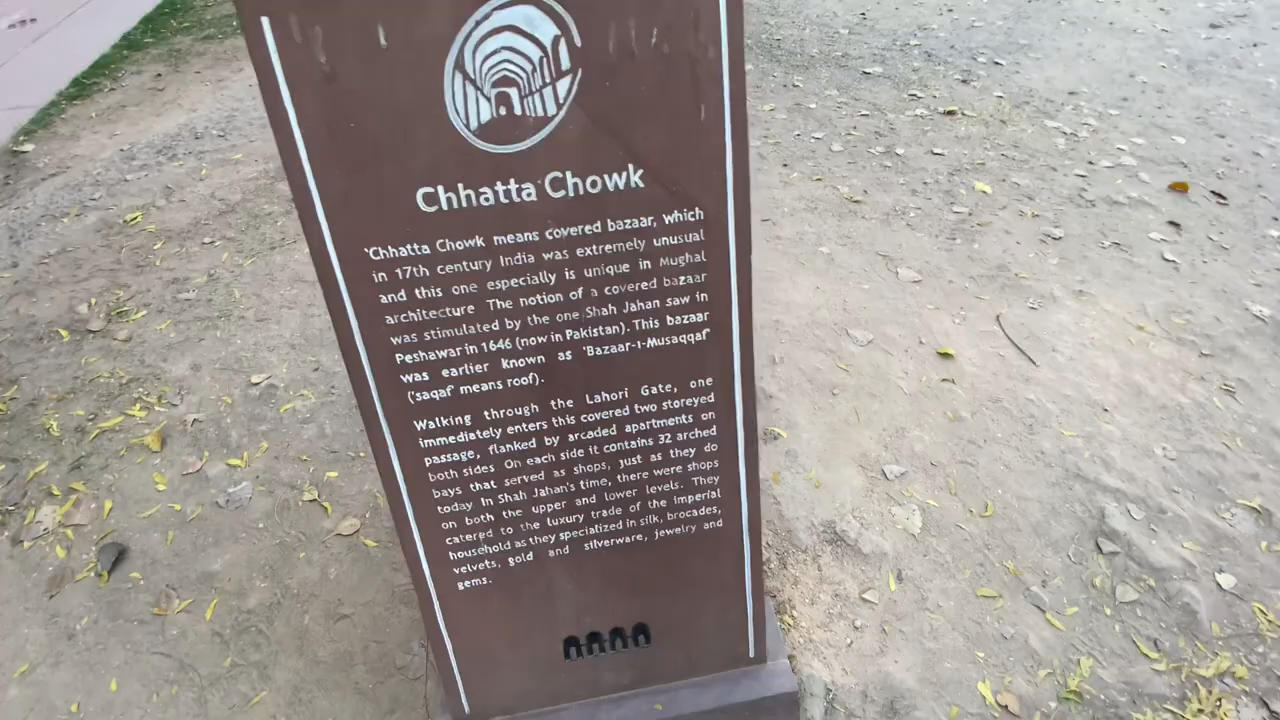 Chhatta Chowk
'Chhatta Chowk means covered bazaar, which
in 17th century India was extremely unusual
and this one especially is unique in Mughal
architecture The notion of a covered bazaar
was stimulated by the one Shah Jahan saw in
Peshawar in 1646 (now in Pakistan). This bazaar
was earlier known as 'Bazaar-ı-Musaqqaf'
('saqaf' means roof).
Walking through the Lahori Gate, one
immediately enters this covered two storeyed
passage, flanked by arcaded apartments on
both sides On each side it contains 32 arched
bays that served as shops, just as they do
today In Shah Jahan's time, there were shops
on both the upper and lower levels. They
catered to the luxury trade of the imperial
household as they specialized in silk, brocades,
velvets, gold and silverware, jewelry and
gems.